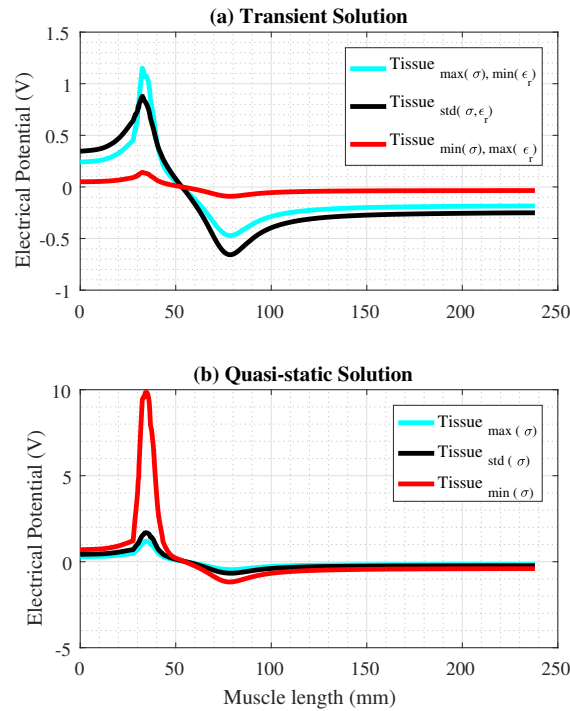 (a) Transient Solution
Electrical Potential (V)
1.5
1
0.5
0
-0.5
-1
0
50
100
150
200
250
Tissue max( σ), min( ϵr)
Tissue std( σ,ϵr)
Tissue min( σ), max( ϵr)
(b) Quasi-static Solution
Electrical Potential (V)
10
5
0
-5
0
50
100
150
200
250
Tissue max ( σ)
Tissue std ( σ)
Tissue min ( σ)
Muscle length (mm)